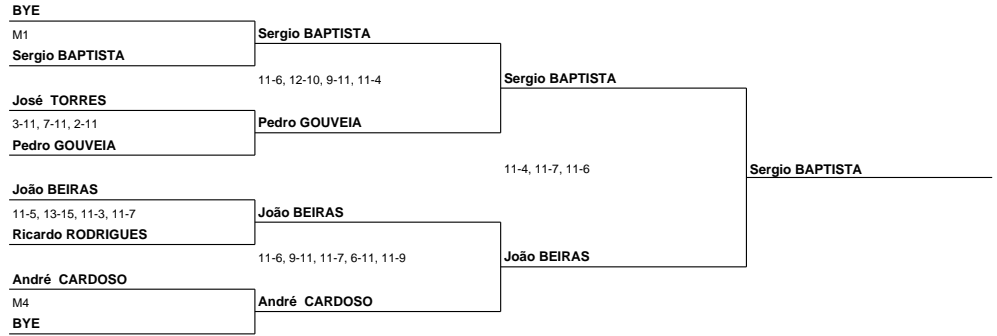 BYE
M1
Sergio BAPTISTA
Sergio BAPTISTA
11-6, 12-10, 9-11, 11-4
Sergio BAPTISTA
José TORRES
3-11, 7-11, 2-11
Pedro GOUVEIA
Pedro GOUVEIA
11-4, 11-7, 11-6
Sergio BAPTISTA
João BEIRAS
11-5, 13-15, 11-3, 11-7
João BEIRAS
Ricardo RODRIGUES
11-6, 9-11, 11-7, 6-11, 11-9
João BEIRAS
André CARDOSO
M4
André CARDOSO
BYE